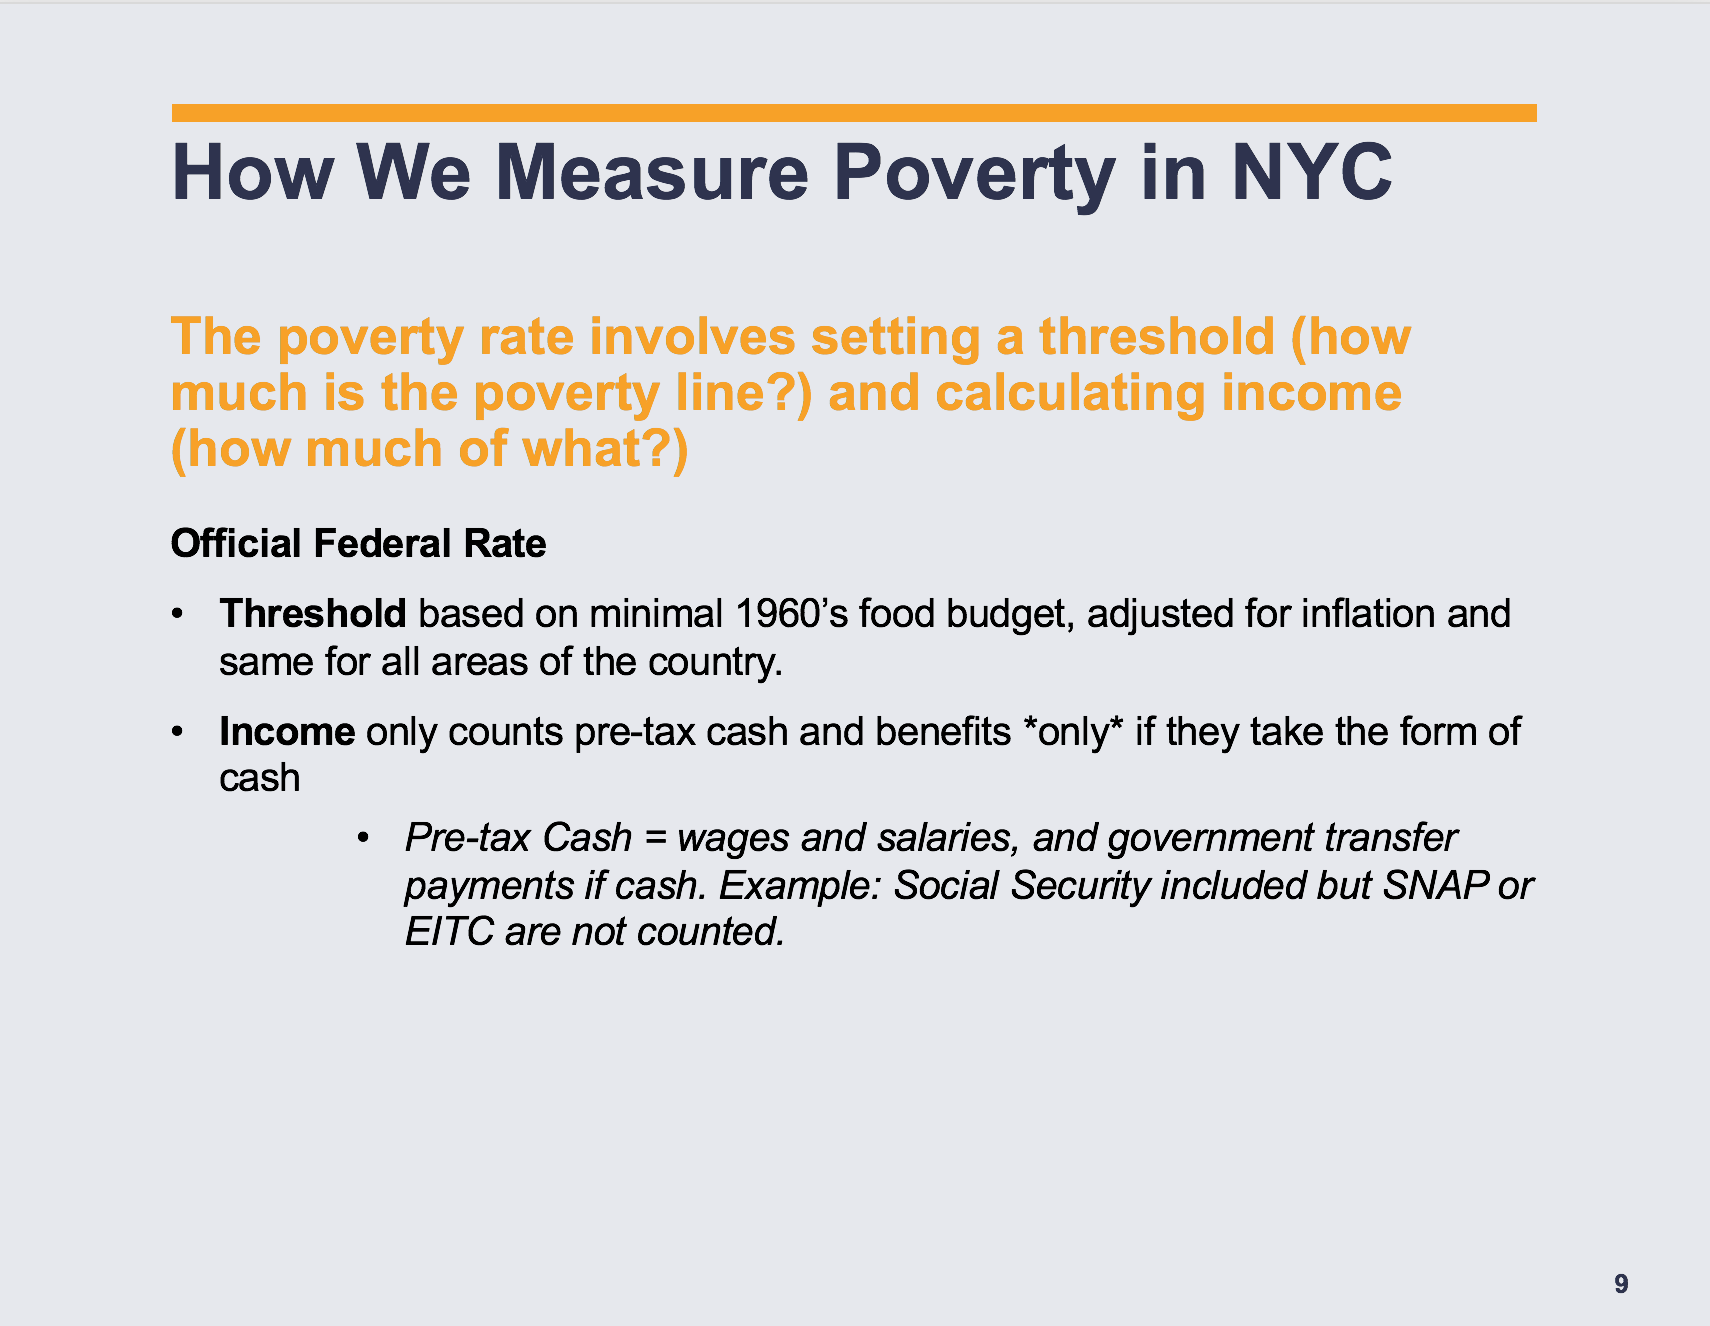 How We Measure Poverty in NYC
The poverty rate involves setting a threshold (how
much is the poverty line?) and calculating income
(how much of what?)
Official Federal Rate
• Threshold based on minimal 1960’s food budget, adjusted for inflation and
same for all areas of the country.
• Income only counts pre-tax cash and benefits *only* if they take the form of
cash
• Pre-tax Cash = wages and salaries, and government transfer
payments if cash. Example: Social Security included but SNAP or
EITC are not counted.
9